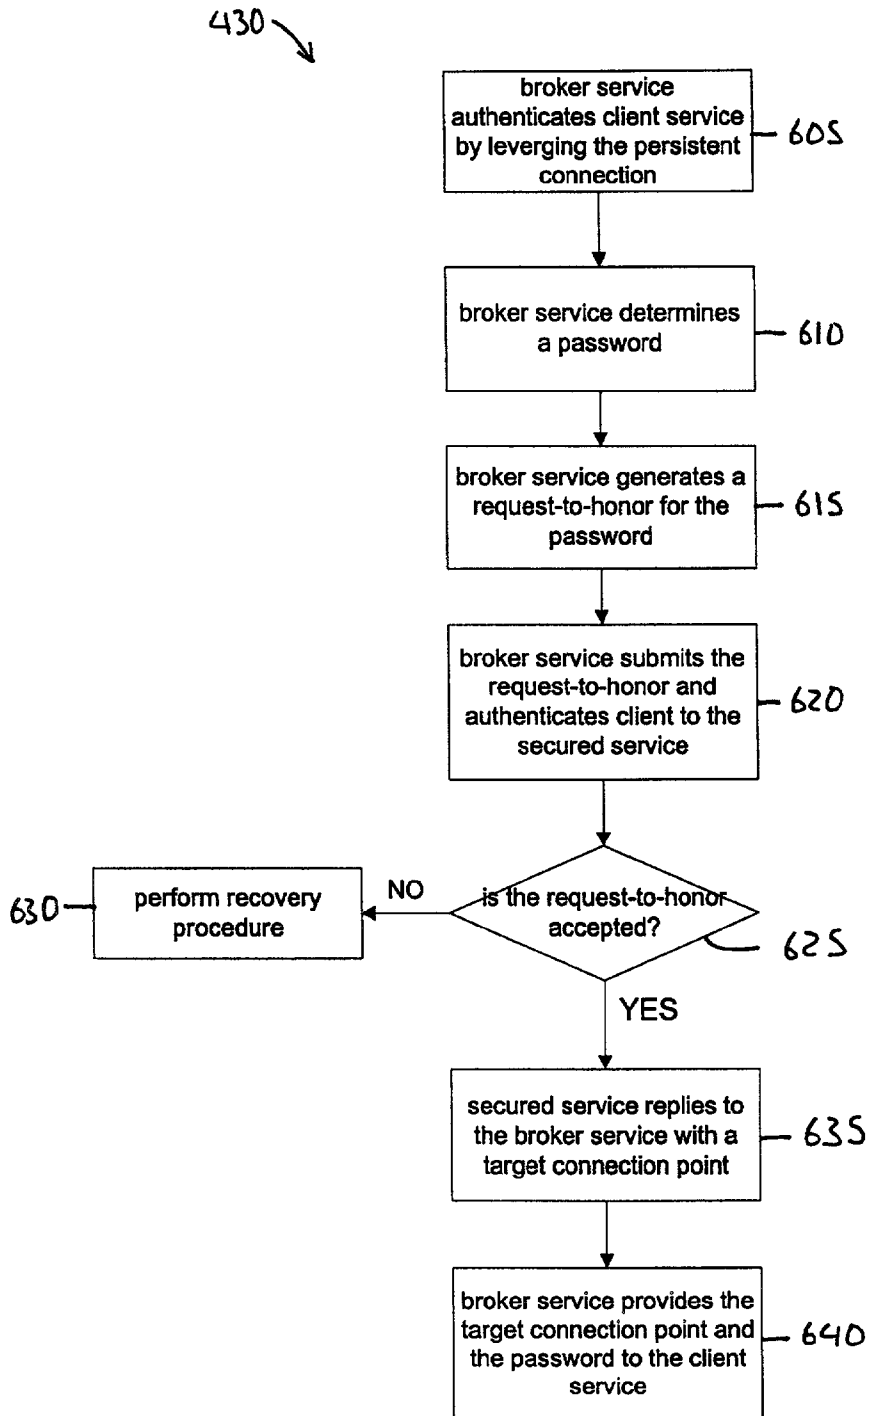 430
broker service
authenticates client service
by leverging the persistent
connection
605
broker service determines
a password
610
broker service generates a
request-to-honor for the
password
615
broker service submits the
request-to-honor and
authenticates client to the
secured service
620
is the request-to-honor
accepted?
625
NO
perform recovery
procedure
630
YES
secured service replies to
the broker service with a
target connection point
635
broker service provides the
target connection point and
the password to the client
service
640